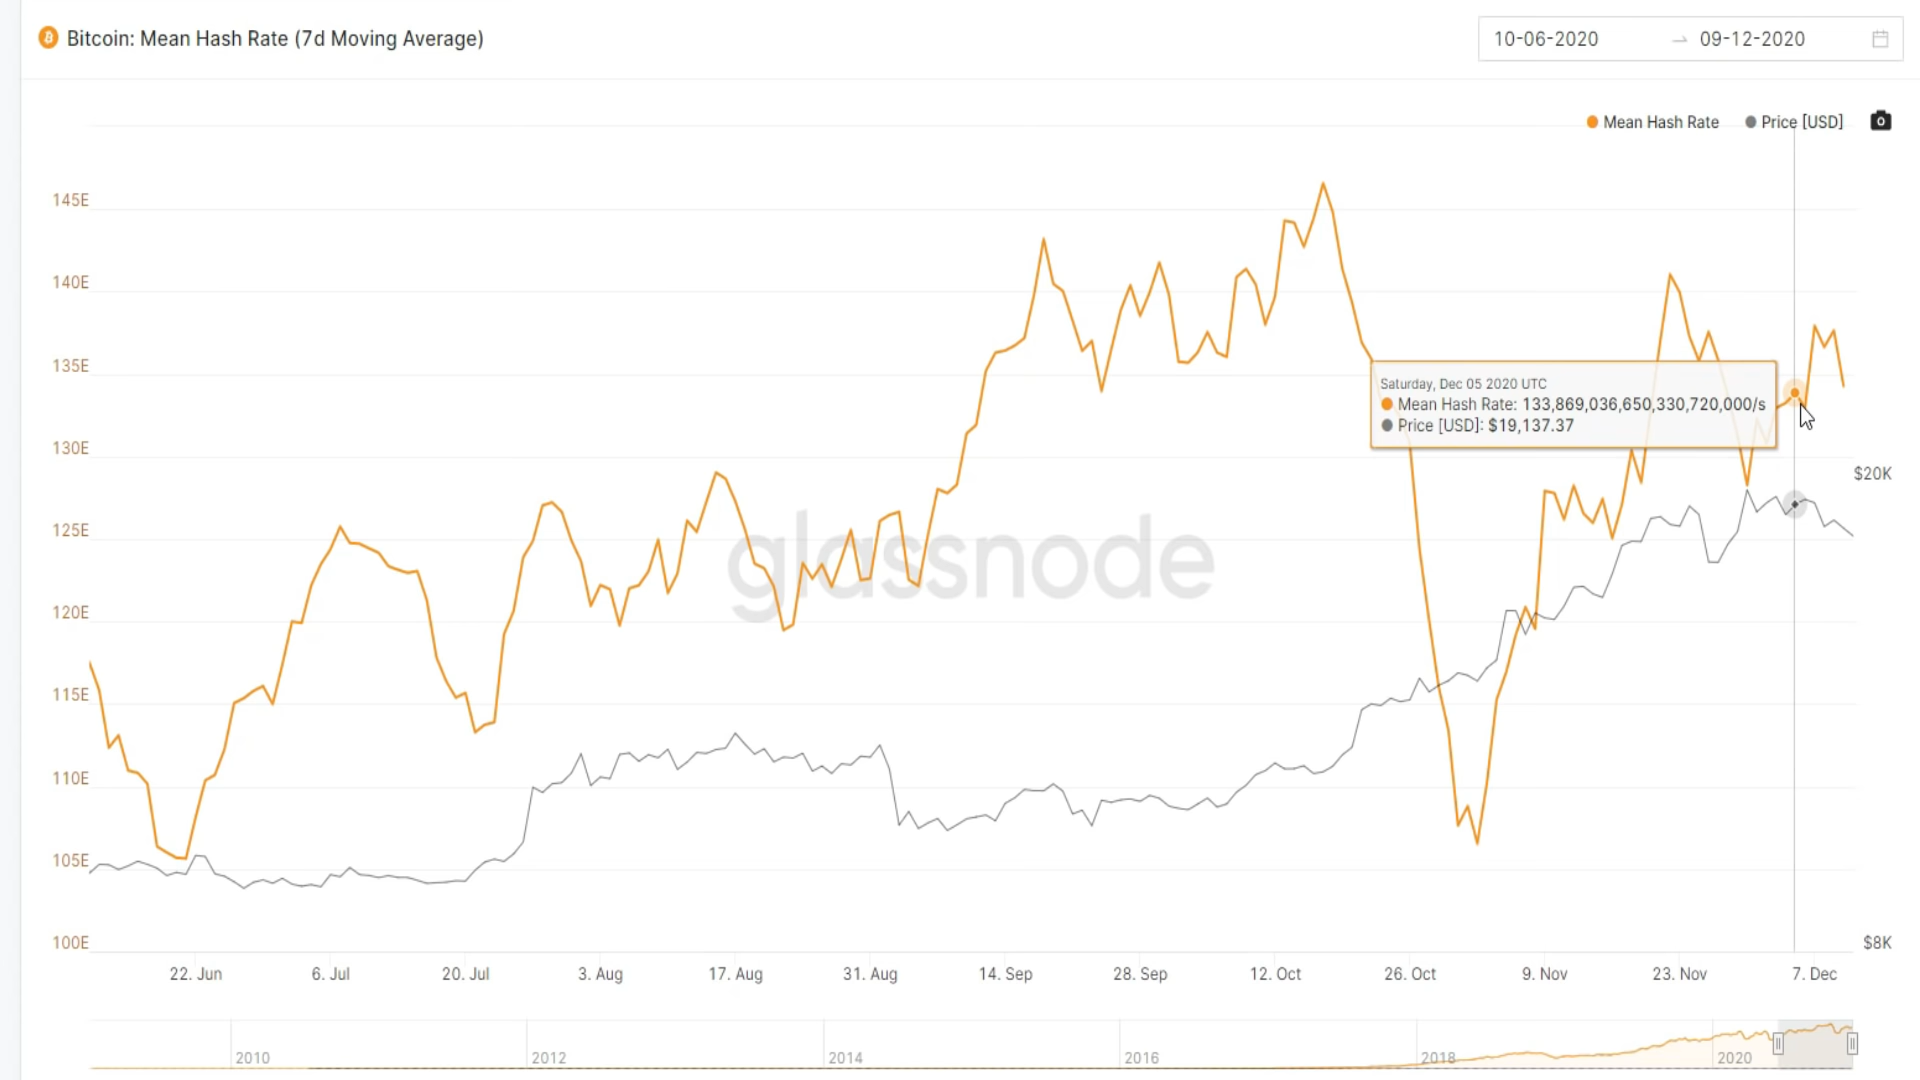 Bitcoin: Mean Hash Rate (7d Moving Average)
10-06-2020 → 09-12-2020
Mean Hash Rate Price [USD]
145E
140E
135E
Saturday, Dec 05 2020 UTC
Mean Hash Rate: 133,869,036,650,330,720,000/s
Price [USD]: $19,137.37
130E
$20K
125E
glassnode
120E
115E
110E
105E
100E
$8K
22. Jun 6. Jul 20. Jul 3. Aug 17. Aug 31. Aug 14. Sep 28. Sep 12. Oct 26. Oct 9. Nov 23. Nov 7. Dec
2010 2012 2014 2016 2018 2020